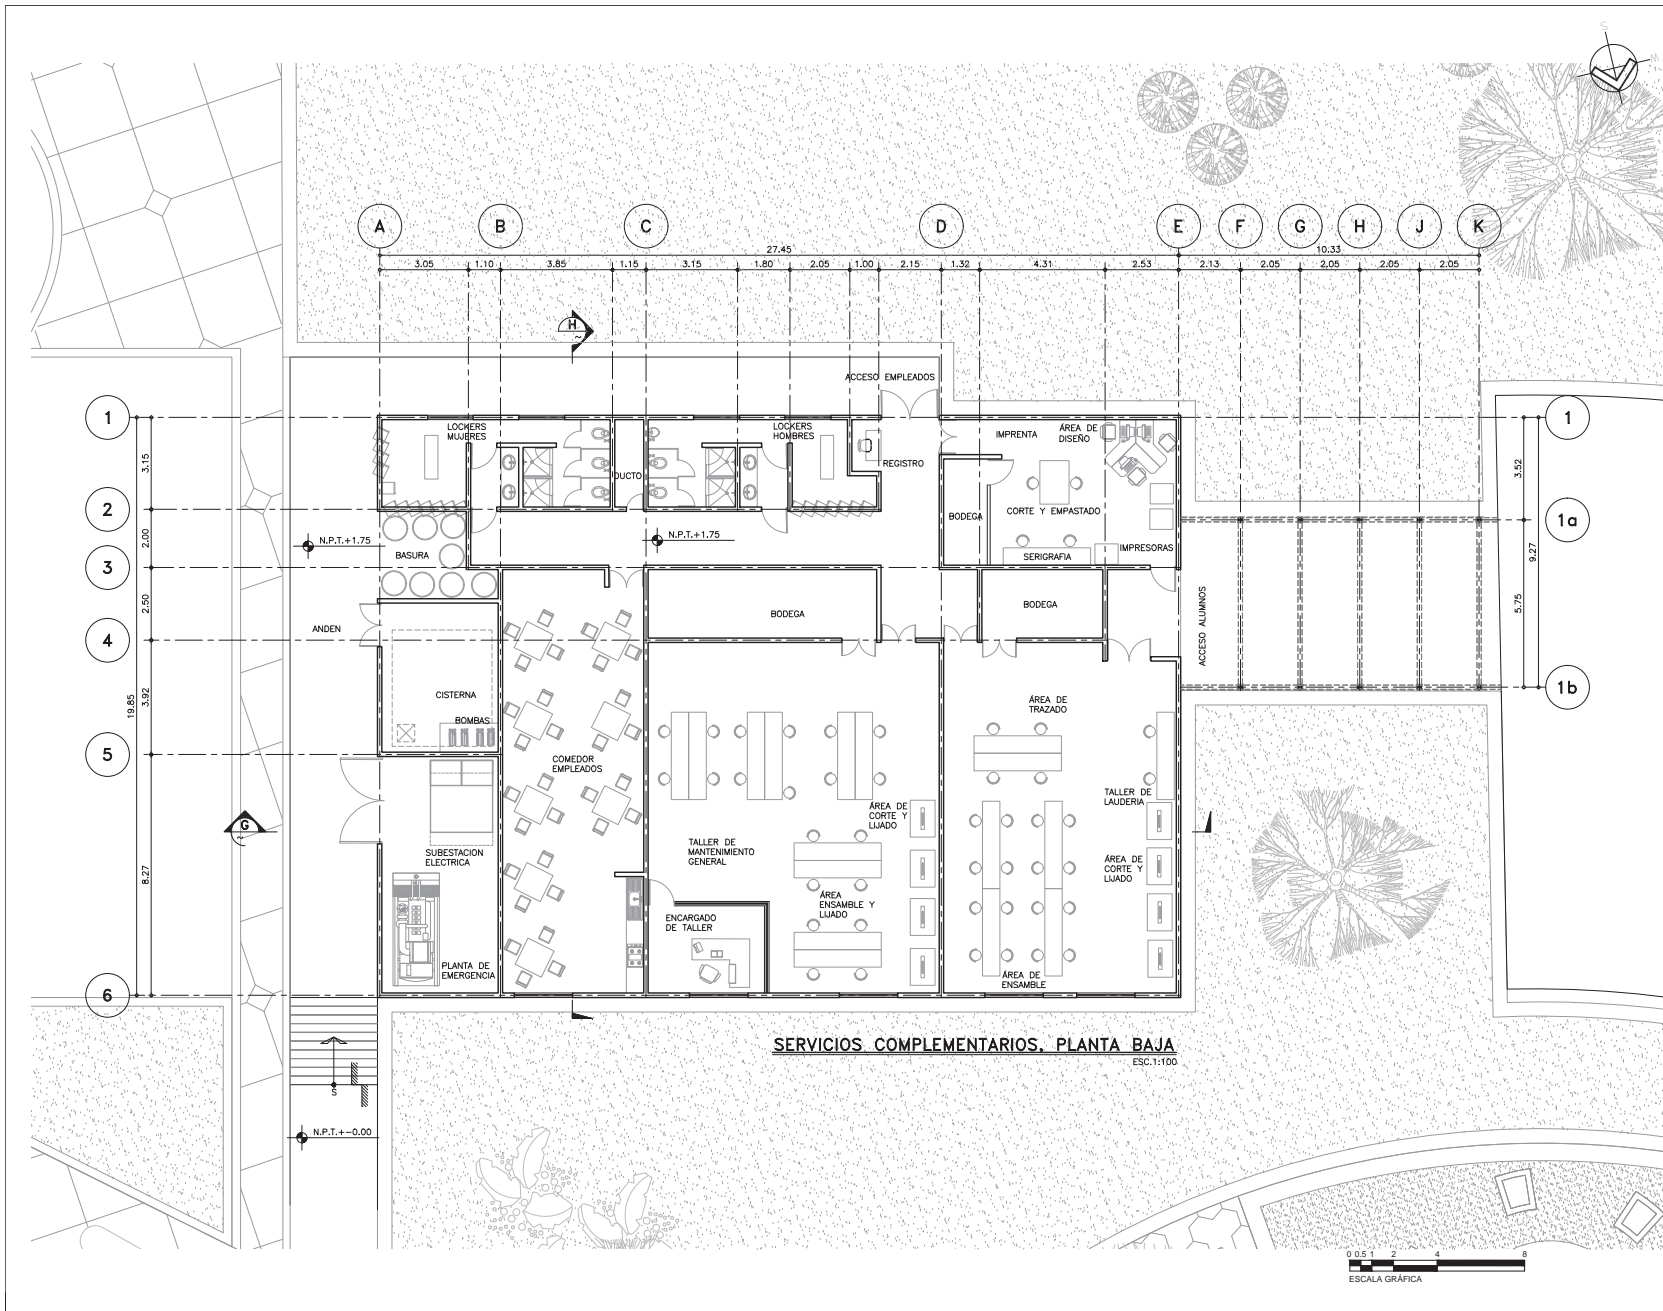 S
A B C D E F G H J K
27.45 10.33
3.05 1.10 3.85 1.15 3.15 1.80 2.05 1.00 2.15 1.32 4.31 2.53 2.13 2.05 2.05 2.05 2.05
H
~
ACCESO EMPLEADOS
1
1
LOCKERS
MUJERES
LOCKERS
HOMBRES
IMPRENTA
ÁREA DE
DISEÑO
3.15
3.52
REGISTRO
DUCTO
2
CORTE Y EMPASTADO
BODEGA
1a
2.00
N.P.T.+1.75
N.P.T.+1.75
BASURA
SERIGRAFIA
IMPRESORAS
9.27
3
2.50
5.75
BODEGA
BODEGA
ANDEN
ACCESO ALUMNOS
4
CISTERNA
19.85
3.92
1b
ÁREA DE
TRAZADO
BOMBAS
5
COMEDOR
EMPLEADOS
TALLER DE
LAUDERIA
ÁREA DE
CORTE Y
LIJADO
G
~
TALLER DE
MANTENIMIENTO
GENERAL
SUBESTACION
ELECTRICA
ÁREA DE
CORTE Y
LIJADO
8.27
ÁREA
ENSAMBLE Y
LIJADO
ENCARGADO
DE TALLER
PLANTA DE
EMERGENCIA
ÁREA DE
ENSAMBLE
6
SERVICIOS COMPLEMENTARIOS, PLANTA BAJA
ESC.1:100
S
N.P.T.+-0.00
0 0.5 1 2 4 8
ESCALA GRÁFICA